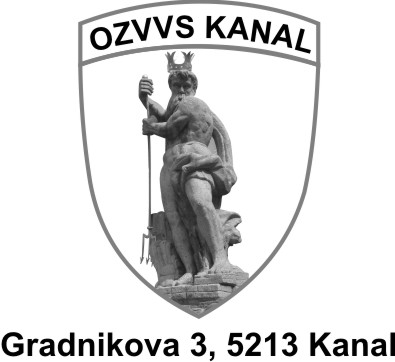 OZVVS KANAL
Gradnikova 3, 5213 Kanal